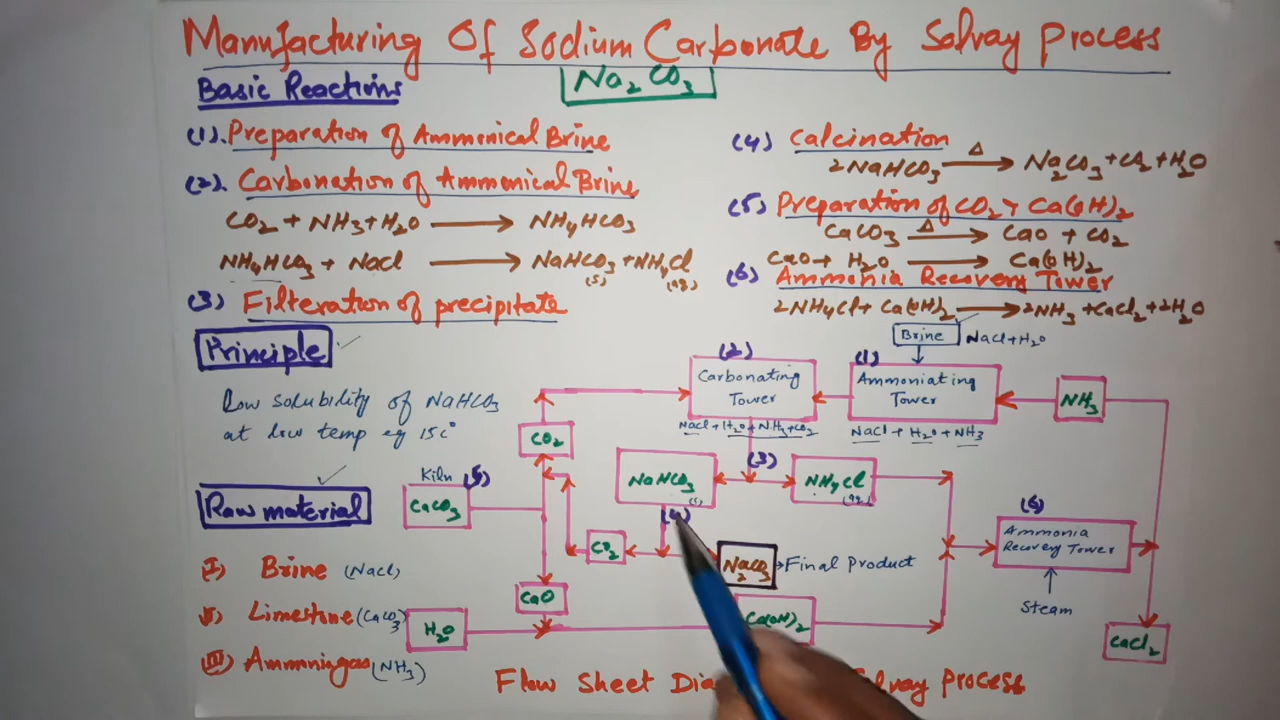 Manufacturing Of Sodium Carbonate By Solvay Process
Na₂CO₃
Basic Reactions
(1). Preparation of Ammonical Brine
(2). Carbonation of Ammonical Brine
CO₂ + NH₃ + H₂O → NH₄HCO₃
NH₄HCO₃ + NaCl → NaHCO₃ + NH₄Cl
(s) (aq)
(3) Filteration of precipitate
(4) Calcination
2NaHCO₃ —Δ→ Na₂CO₃ + CO₂ + H₂O
(5) Preparation of CO₂ & Ca(OH)₂
CaCO₃ —Δ→ CaO + CO₂
CaO + H₂O → Ca(OH)₂
(6) Ammonia Recovery Tower
2NH₄Cl + Ca(OH)₂ → 2NH₃ + CaCl₂ + 2H₂O
Principle
Low solubility of NaHCO₃
at low temp eg 15c°
Raw material
(I) Brine (NaCl)
(II) Limestone (CaCO₃)
(III) Ammonia gas (NH₃)
Brine NaCl + H₂O
(2)
Carbonating
Tower
NaCl + H₂O + NH₃ + CO₂
(1)
Ammoniating
Tower
NaCl + H₂O + NH₃
NH₃
CO₂
(3)
Kiln (5)
CaCO₃
NaHCO₃
(s)
NH₄Cl
(aq)
(4)
(6)
Ammonia
Recovery Tower
Steam
CO₂
Na₂CO₃ → Final Product
CaO
H₂O
Ca(OH)₂
CaCl₂
Flow Sheet Dia Solvay Process